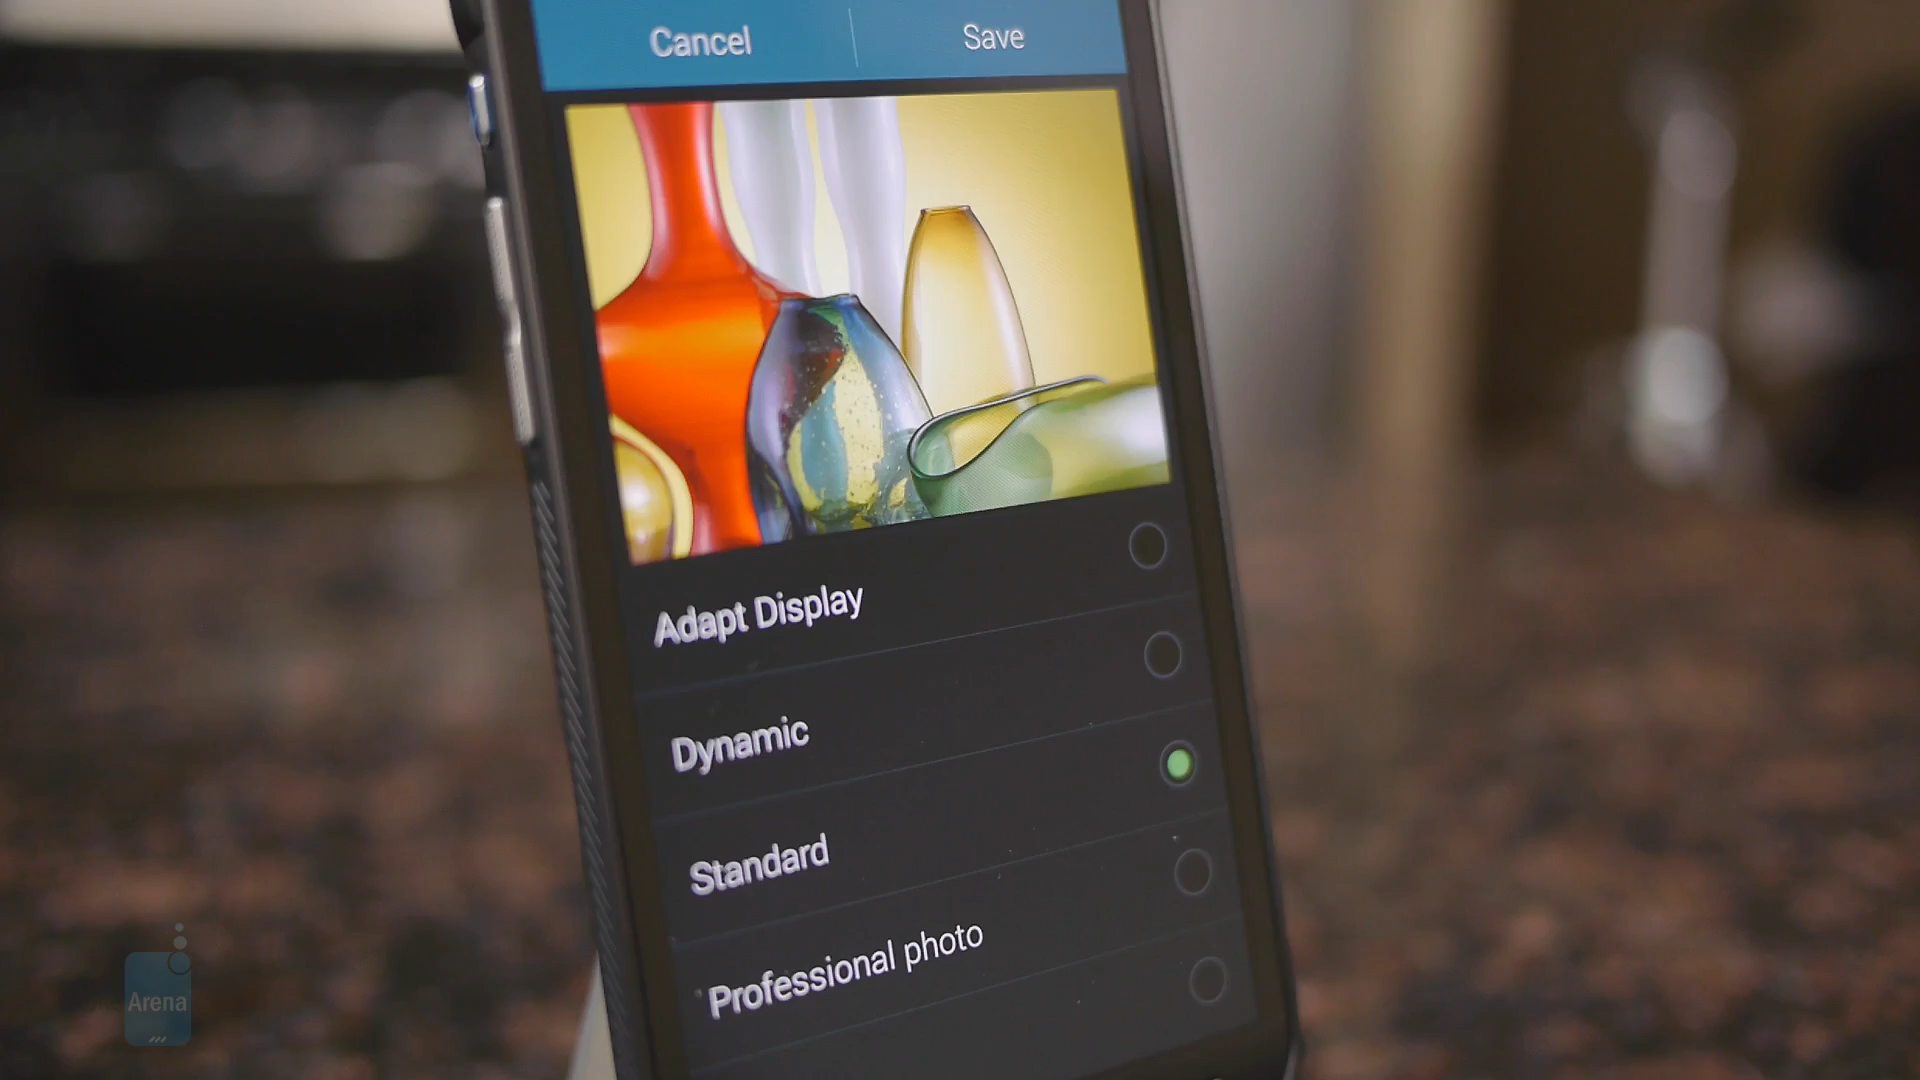 Cancel
Save
Adapt Display
Dynamic
Standard
Professional photo
Arena